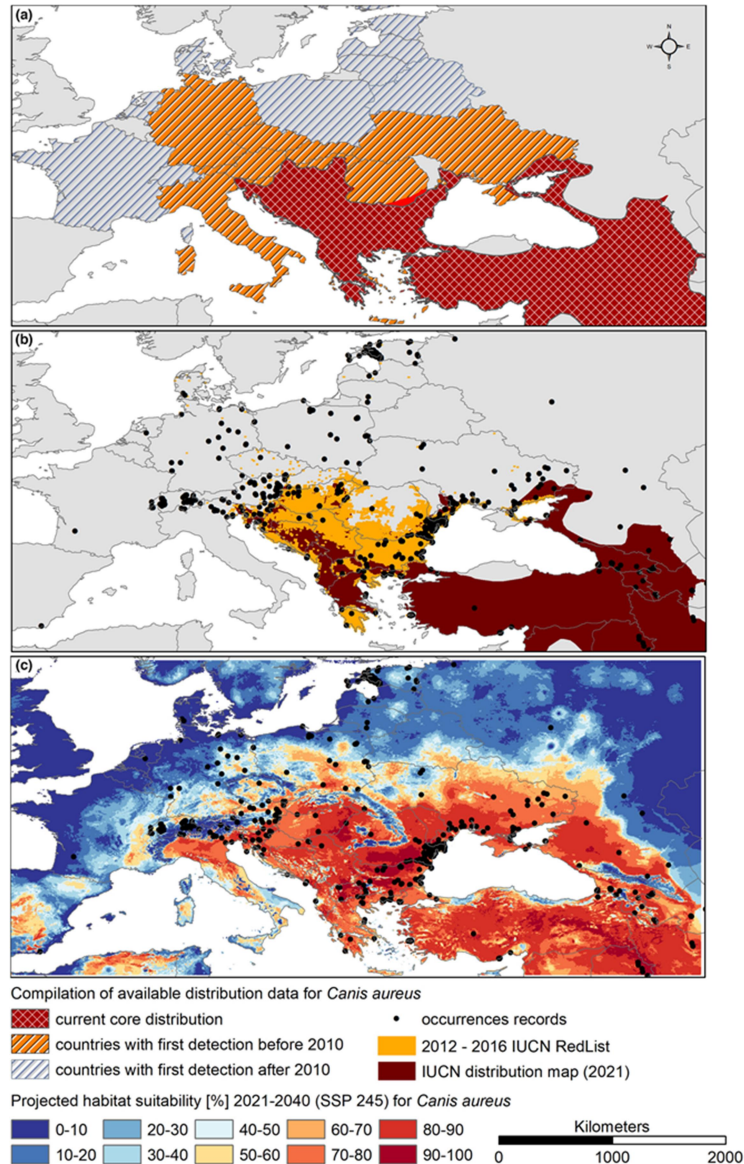 (a)
N
W E
S
(b)
(c)
Compilation of available distribution data for Canis aureus
current core distribution
countries with first detection before 2010
countries with first detection after 2010
occurrences records
2012 - 2016 IUCN RedList
IUCN distribution map (2021)
Projected habitat suitability [%] 2021-2040 (SSP 245) for Canis aureus
0-10 20-30 40-50 60-70 80-90
10-20 30-40 50-60 70-80 90-100
Kilometers
0 1000 2000